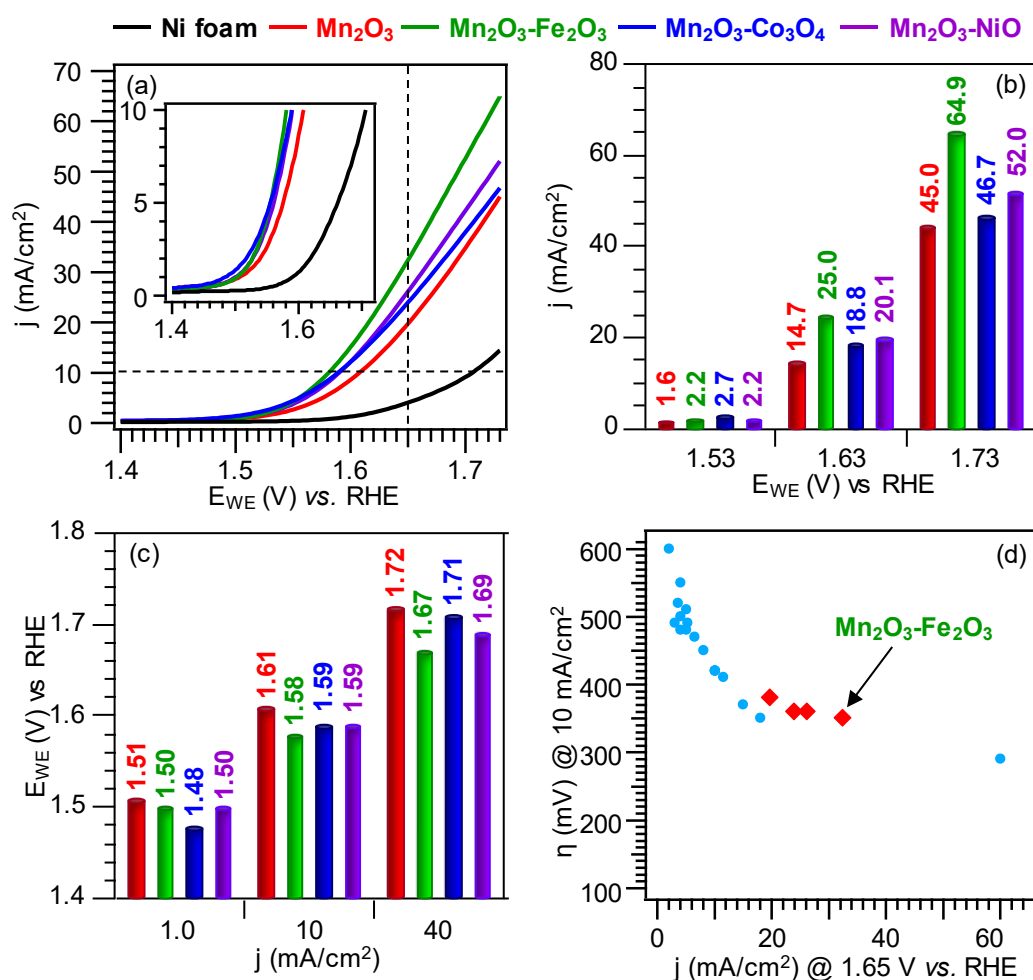 Ni foam Mn₂O₃ Mn₂O₃-Fe₂O₃ Mn₂O₃-Co₃O₄ Mn₂O₃-NiO
(a)
70
60
50
40
30
20
10
0
j (mA/cm²)
1.4 1.5 1.6 1.7
E_WE (V) vs. RHE
10
5
0
1.4 1.5 1.6
(b)
80
60
40
20
0
j (mA/cm²)
1.6 2.2 2.7 2.2
14.7 25.0 18.8 20.1
45.0 64.9 46.7 52.0
1.53 1.63 1.73
E_WE (V) vs RHE
(c)
1.8
1.7
1.6
1.5
1.4
E_WE (V) vs RHE
1.51 1.50 1.48 1.50
1.61 1.58 1.59 1.59
1.72 1.67 1.71 1.69
1.0 10 40
j (mA/cm²)
(d)
600
500
400
300
200
100
η (mV) @ 10 mA/cm²
Mn₂O₃-Fe₂O₃
0 20 40 60
j (mA/cm²) @ 1.65 V vs. RHE